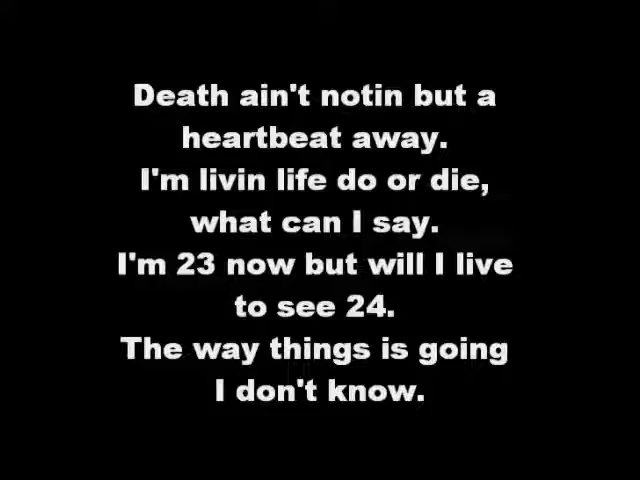 Death ain't notin but a
heartbeat away.
I'm livin life do or die,
what can I say.
I'm 23 now but will I live
to see 24.
The way things is going
I don't know.